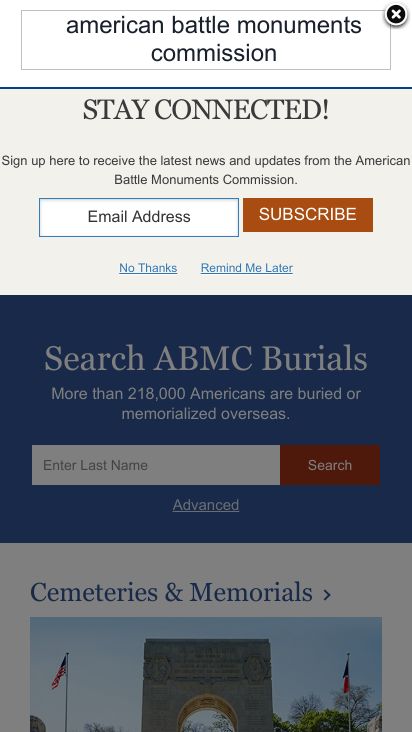 american battle monuments
commission
STAY CONNECTED!
Sign up here to receive the latest news and updates from the American
Battle Monuments Commission.
Email Address
SUBSCRIBE
No Thanks
Remind Me Later
Search ABMC Burials
More than 218,000 Americans are buried or
memorialized overseas.
Enter Last Name
Search
Advanced
Cemeteries & Memorials ›